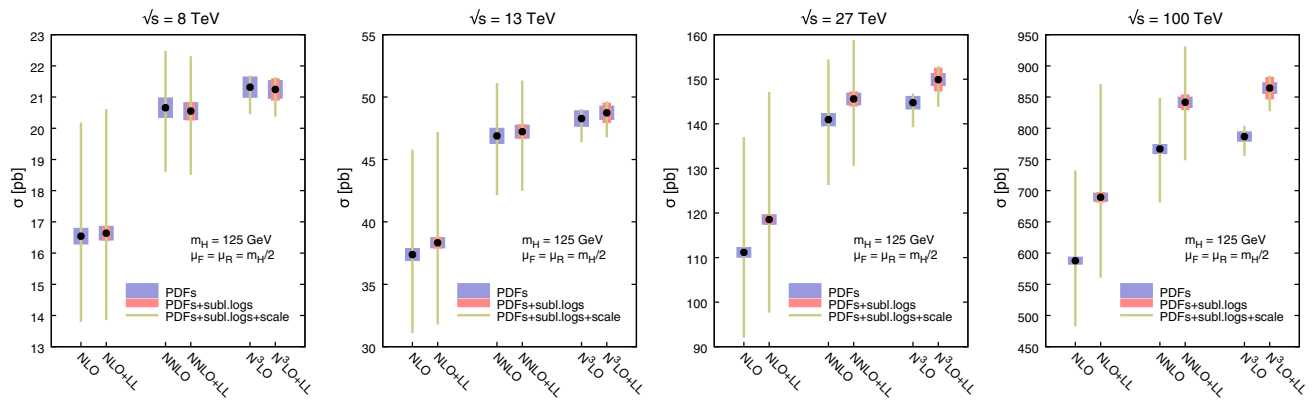 √s = 8 TeV
σ [pb]
23
22
21
20
19
18
17
16
15
14
13
m_H = 125 GeV
μ_F = μ_R = m_H/2
PDFs
PDFs+subl.logs
PDFs+subl.logs+scale
NLO
NLO+LL
NNLO
NNLO+LL
N³LO
N³LO+LL
√s = 13 TeV
σ [pb]
55
50
45
40
35
30
m_H = 125 GeV
μ_F = μ_R = m_H/2
PDFs
PDFs+subl.logs
PDFs+subl.logs+scale
NLO
NLO+LL
NNLO
NNLO+LL
N³LO
N³LO+LL
√s = 27 TeV
σ [pb]
160
150
140
130
120
110
100
90
m_H = 125 GeV
μ_F = μ_R = m_H/2
PDFs
PDFs+subl.logs
PDFs+subl.logs+scale
NLO
NLO+LL
NNLO
NNLO+LL
N³LO
N³LO+LL
√s = 100 TeV
σ [pb]
950
900
850
800
750
700
650
600
550
500
450
m_H = 125 GeV
μ_F = μ_R = m_H/2
PDFs
PDFs+subl.logs
PDFs+subl.logs+scale
NLO
NLO+LL
NNLO
NNLO+LL
N³LO
N³LO+LL